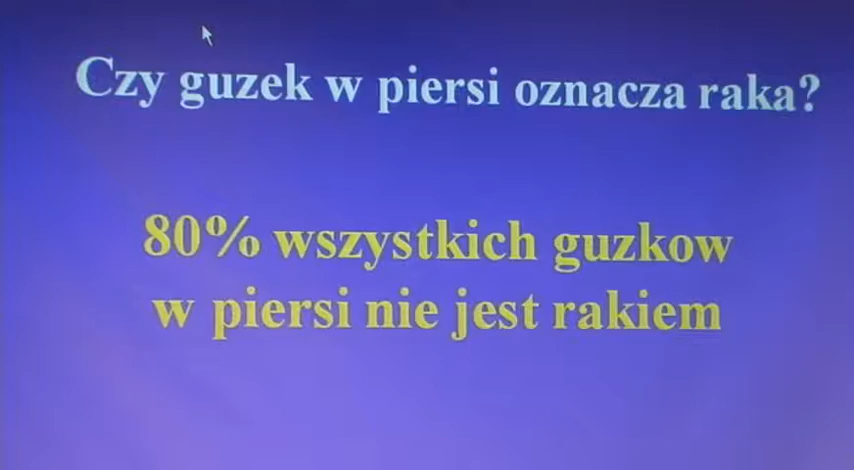 Czy guzek w piersi oznacza raka?
80% wszystkich guzkow
w piersi nie jest rakiem